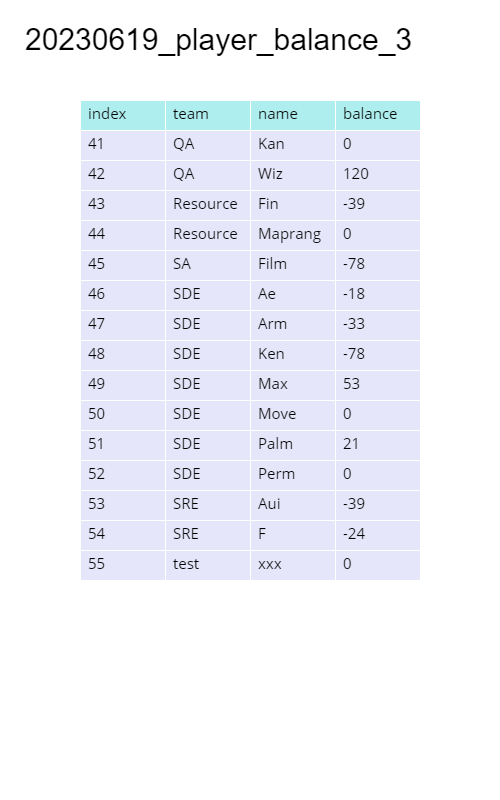 20230619_player_balance_3
index team name balance
41 QA Kan 0
42 QA Wiz 120
43 Resource Fin -39
44 Resource Maprang 0
45 SA Film -78
46 SDE Ae -18
47 SDE Arm -33
48 SDE Ken -78
49 SDE Max 53
50 SDE Move 0
51 SDE Palm 21
52 SDE Perm 0
53 SRE Aui -39
54 SRE F -24
55 test xxx 0